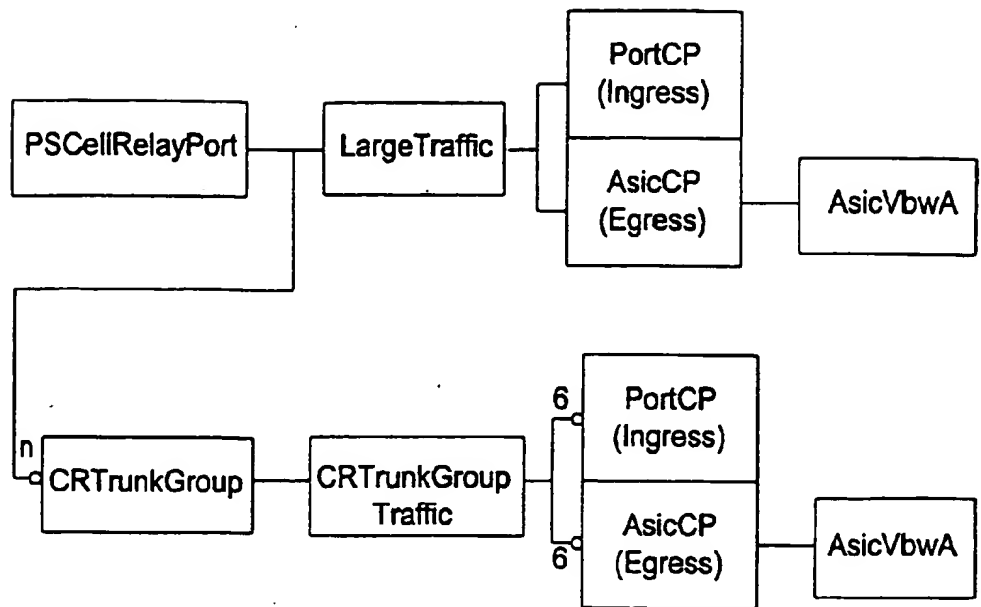 PortCP
(Ingress)
PSCellRelayPort
LargeTraffic
AsicCP
(Egress)
AsicVbwA
6
PortCP
(Ingress)
n
CRTrunkGroup
CRTrunkGroup
Traffic
6
AsicCP
(Egress)
AsicVbwA